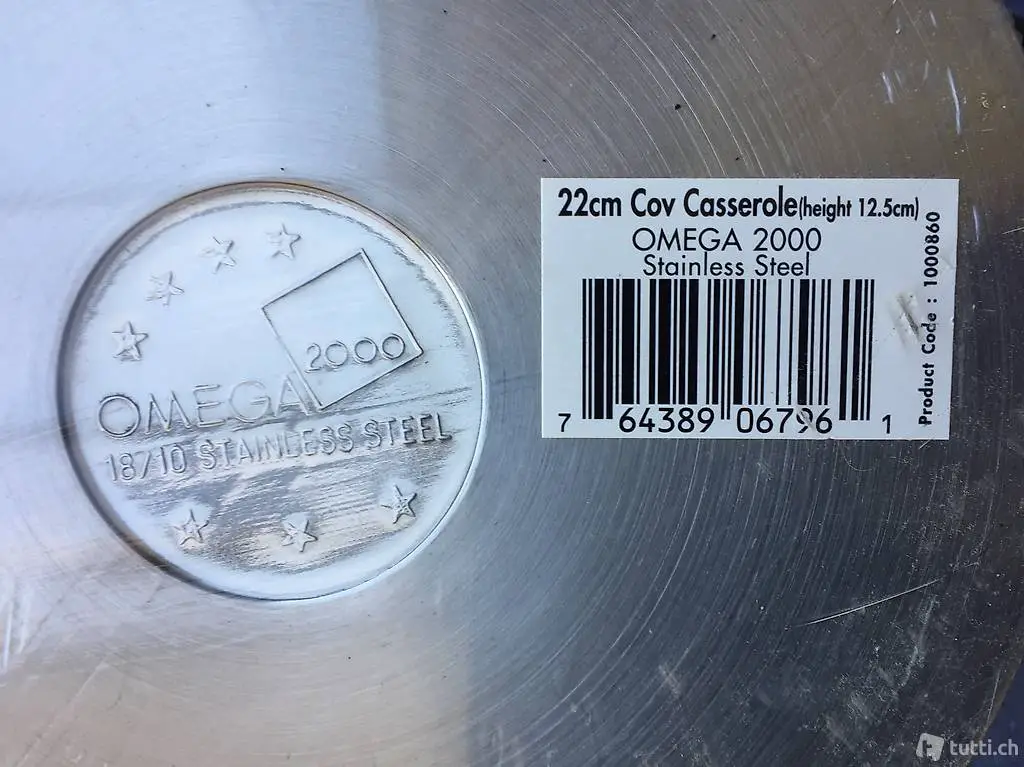 2000
OMEGA
18/10 STAINLESS STEEL
22cm Cov Casserole(height 12.5cm)
OMEGA 2000
Stainless Steel
7 64389 06796 1
Product Code : 1000860
tutti.ch